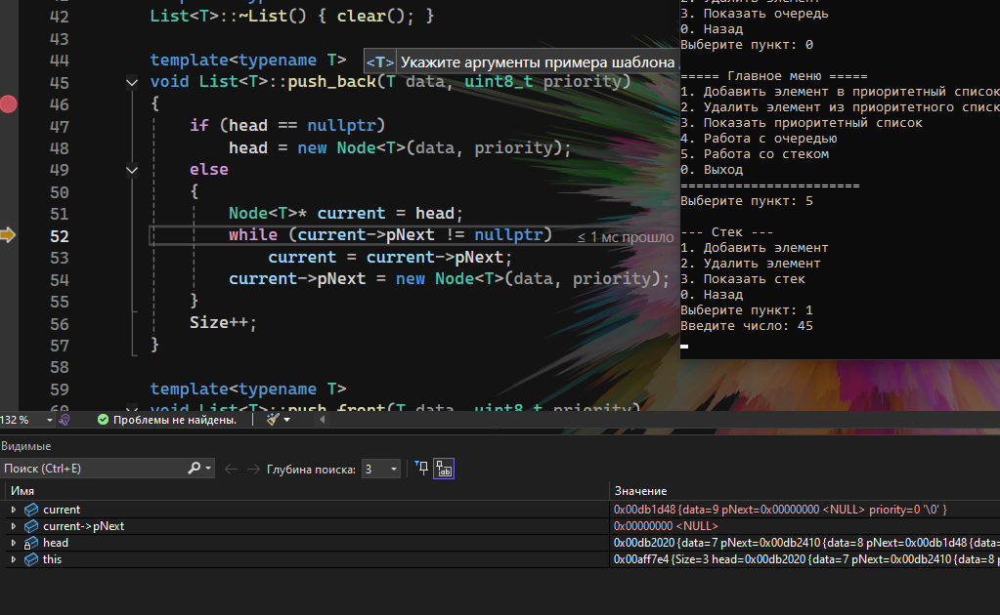 42 List<T>::~List() { clear(); }
43
44 template<typename T>
<T> Укажите аргументы примера шаблона
45 void List<T>::push_back(T data, uint8_t priority)
46 {
47 if (head == nullptr)
48 head = new Node<T>(data, priority);
49 else
50 {
51 Node<T>* current = head;
52 while (current->pNext != nullptr) ≤ 1 мс прошло
53 current = current->pNext;
54 current->pNext = new Node<T>(data, priority);
55 }
56 Size++;
57 }
58
59 template<typename T>
60 void List<T>::push_front(T data, uint8_t priority)
2. Удалить элемент
3. Показать очередь
0. Назад
Выберите пункт: 0
===== Главное меню =====
1. Добавить элемент в приоритетный список
2. Удалить элемент из приоритетного списк
3. Показать приоритетный список
4. Работа с очередью
5. Работа со стеком
0. Выход
=======================
Выберите пункт: 5
--- Стек ---
1. Добавить элемент
2. Удалить элемент
3. Показать стек
0. Назад
Выберите пункт: 1
Введите число: 45
132 % Проблемы не найдены.
Видимые
Поиск (Ctrl+E) Глубина поиска: 3
Имя Значение
current 0x00db1d48 {data=9 pNext=0x00000000 <NULL> priority=0 '\0' }
current->pNext 0x00000000 <NULL>
head 0x00db2020 {data=7 pNext=0x00db2410 {data=8 pNext=0x00db1d48 {data=
this 0x00aff7e4 {Size=3 head=0x00db2020 {data=7 pNext=0x00db2410 {data=8 p